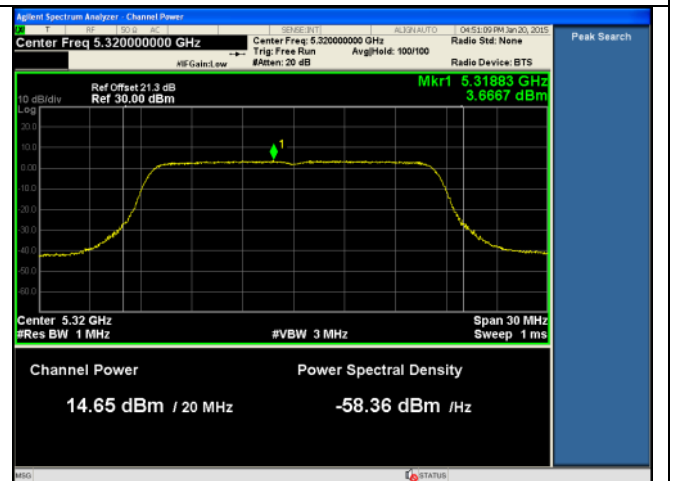 Agilent Spectrum Analyzer - Channel Power
T RF 50 Ω AC SENSE:INT ALIGN AUTO 04:51:09 PM Jan 20, 2015
Center Freq 5.320000000 GHz Center Freq: 5.320000000 GHz Radio Std: None
Trig: Free Run Avg|Hold: 100/100
#IFGain:Low #Atten: 20 dB Radio Device: BTS
Peak Search
Mkr1 5.31883 GHz
3.6667 dBm
Ref Offset 21.3 dB
10 dB/div Ref 30.00 dBm
Log
20.0
10.0
0.00
-10.0
-20.0
-30.0
-40.0
-50.0
-60.0
1
Center 5.32 GHz Span 30 MHz
#Res BW 1 MHz #VBW 3 MHz Sweep 1 ms
Channel Power Power Spectral Density
14.65 dBm / 20 MHz -58.36 dBm /Hz
MSG STATUS